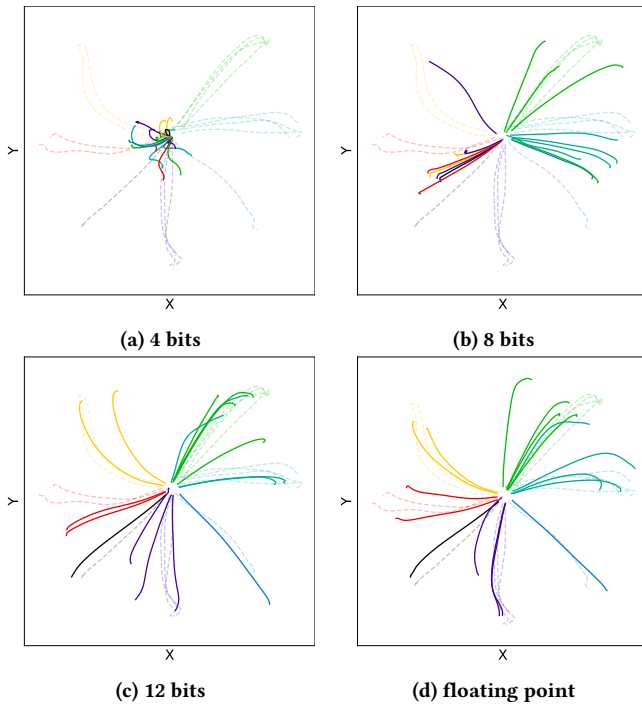 Y
Y
X
X
(a) 4 bits
(b) 8 bits
Y
Y
X
X
(c) 12 bits
(d) floating point